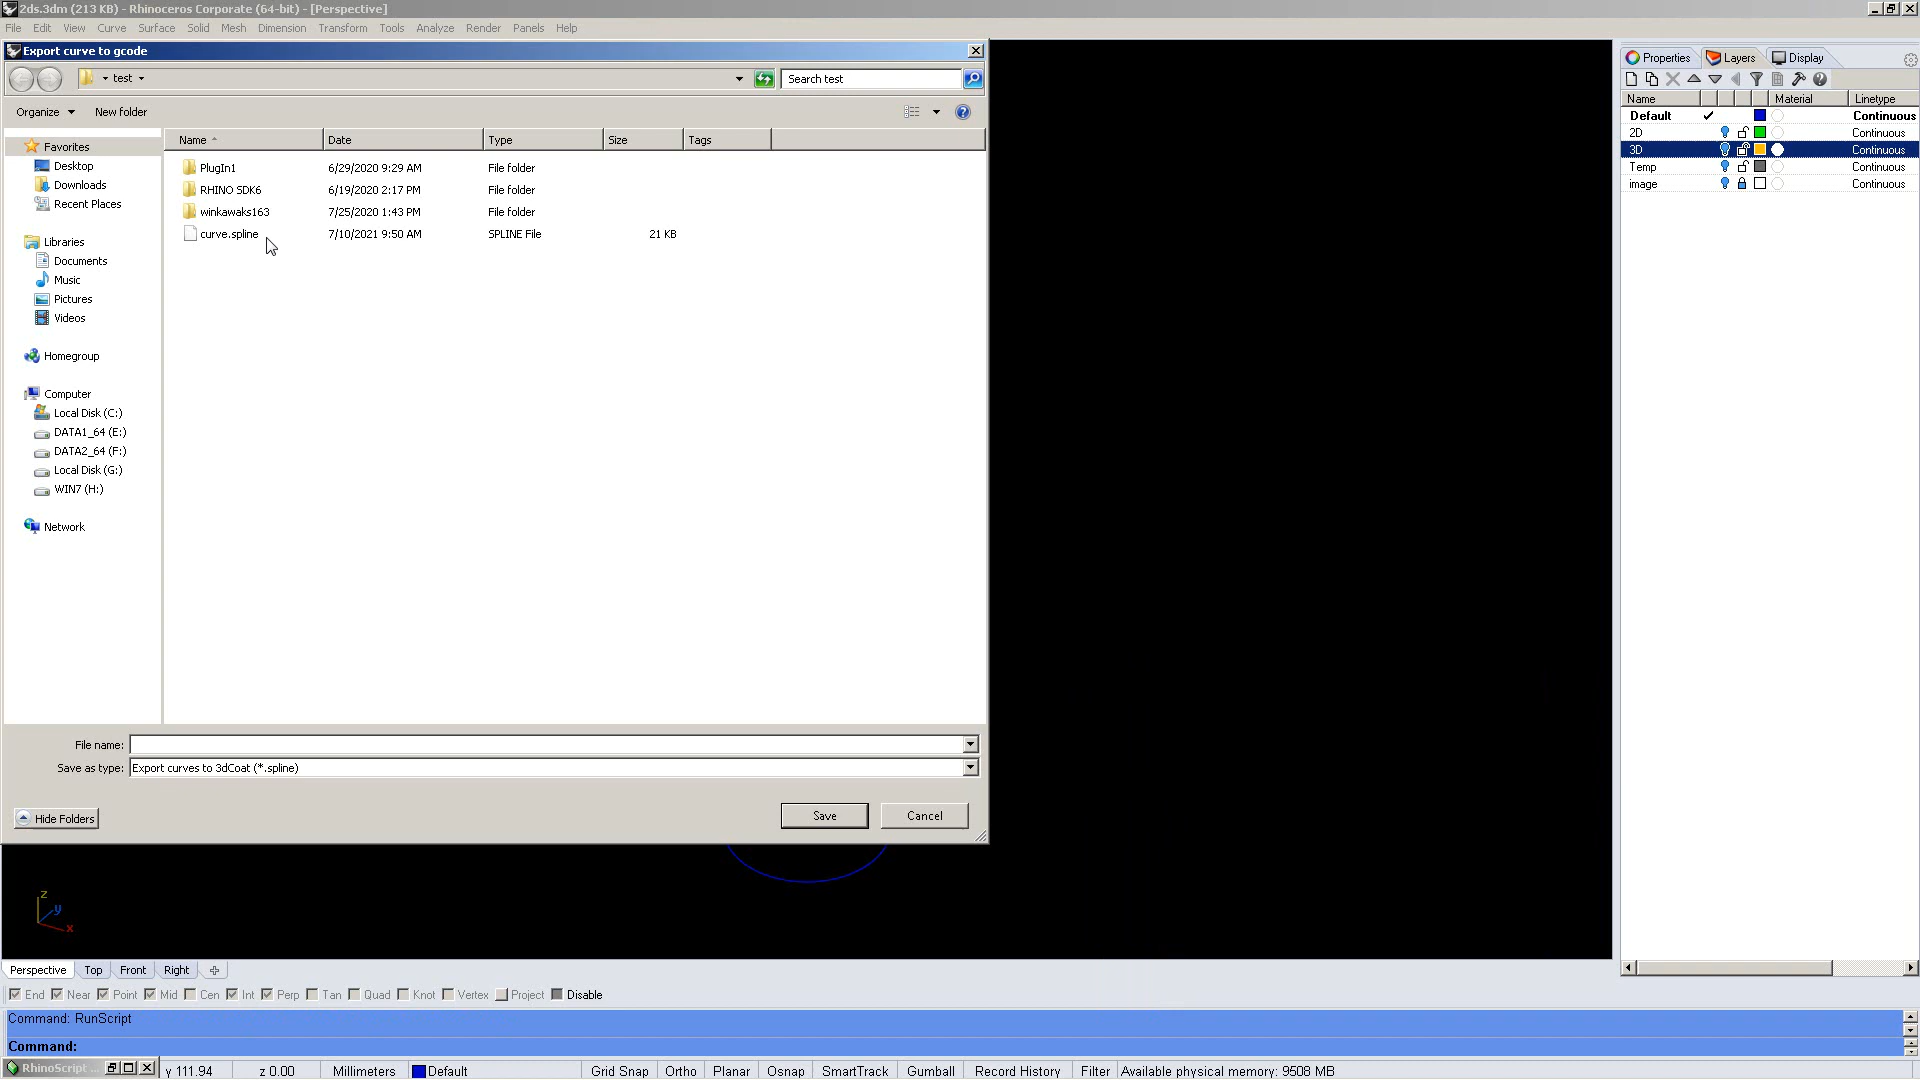 2ds.3dm (213 KB) - Rhinoceros Corporate (64-bit) - [Perspective]
File Edit View Curve Surface Solid Mesh Dimension Transform Tools Analyze Render Panels Help
Export curve to gcode
test
Search test
Organize New folder
Name Date Type Size Tags
PlugIn1 6/29/2020 9:29 AM File folder
RHINO SDK6 6/19/2020 2:17 PM File folder
winkawaks163 7/25/2020 1:43 PM File folder
curve.spline 7/10/2021 9:50 AM SPLINE File 21 KB
Favorites
Desktop
Downloads
Recent Places
Libraries
Documents
Music
Pictures
Videos
Homegroup
Computer
Local Disk (C:)
DATA1_64 (E:)
DATA2_64 (F:)
Local Disk (G:)
WIN7 (H:)
Network
File name:
Save as type: Export curves to 3dCoat (*.spline)
Hide Folders
Save Cancel
Properties Layers Display
Name Material Linetype
Default Continuous
2D Continuous
3D Continuous
Temp Continuous
image Continuous
z
y
x
Perspective Top Front Right
End Near Point Mid Cen Int Perp Tan Quad Knot Vertex Project Disable
Command: RunScript
Command:
RhinoScript ... y 111.94 z 0.00 Millimeters Default Grid Snap Ortho Planar Osnap SmartTrack Gumball Record History Filter Available physical memory: 9508 MB